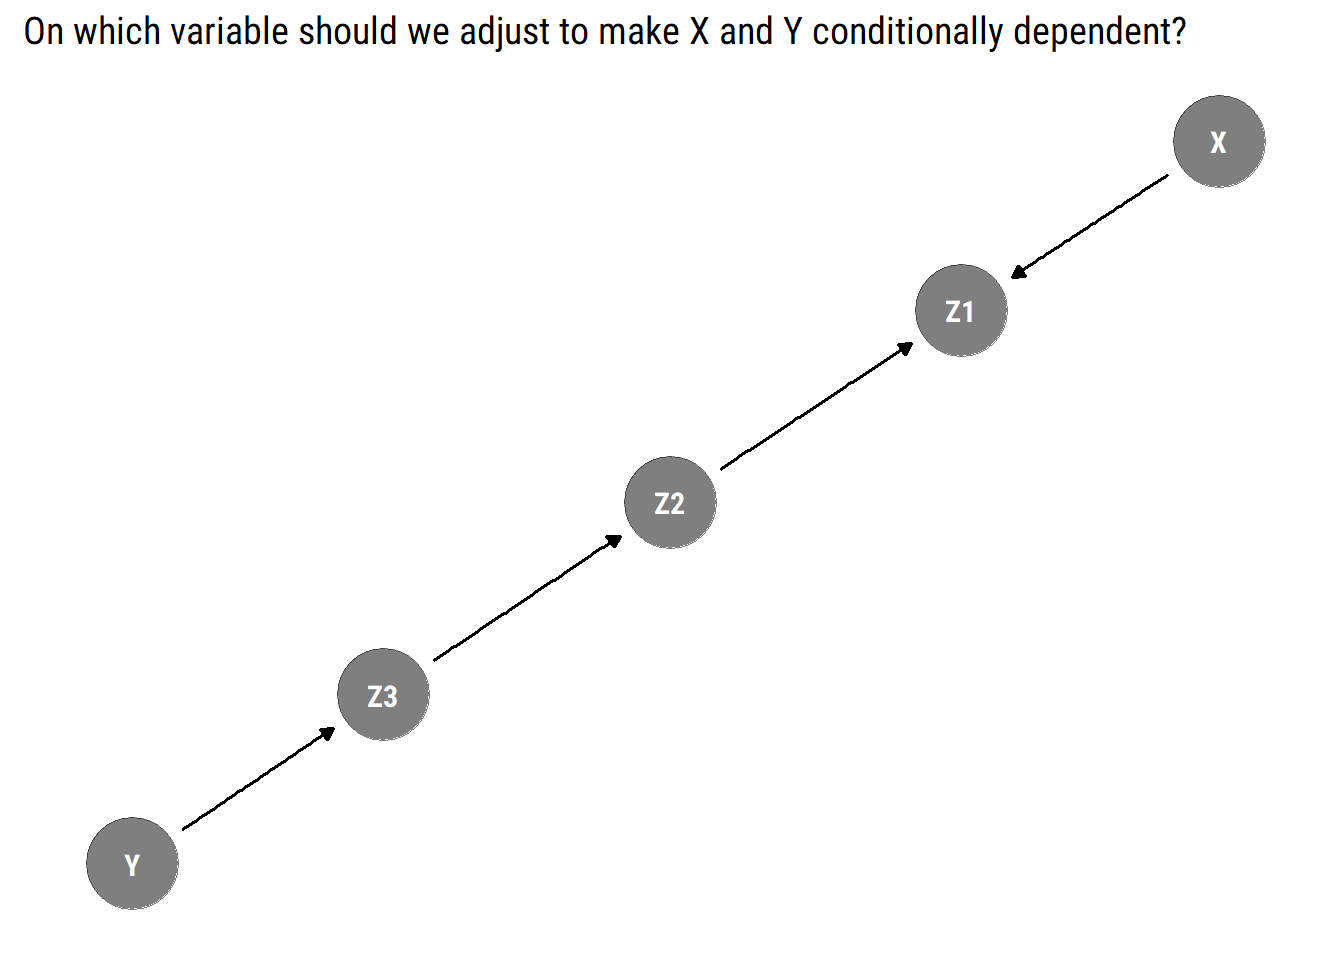 On which variable should we adjust to make X and Y conditionally dependent?
X
Z1
Z2
Z3
Y